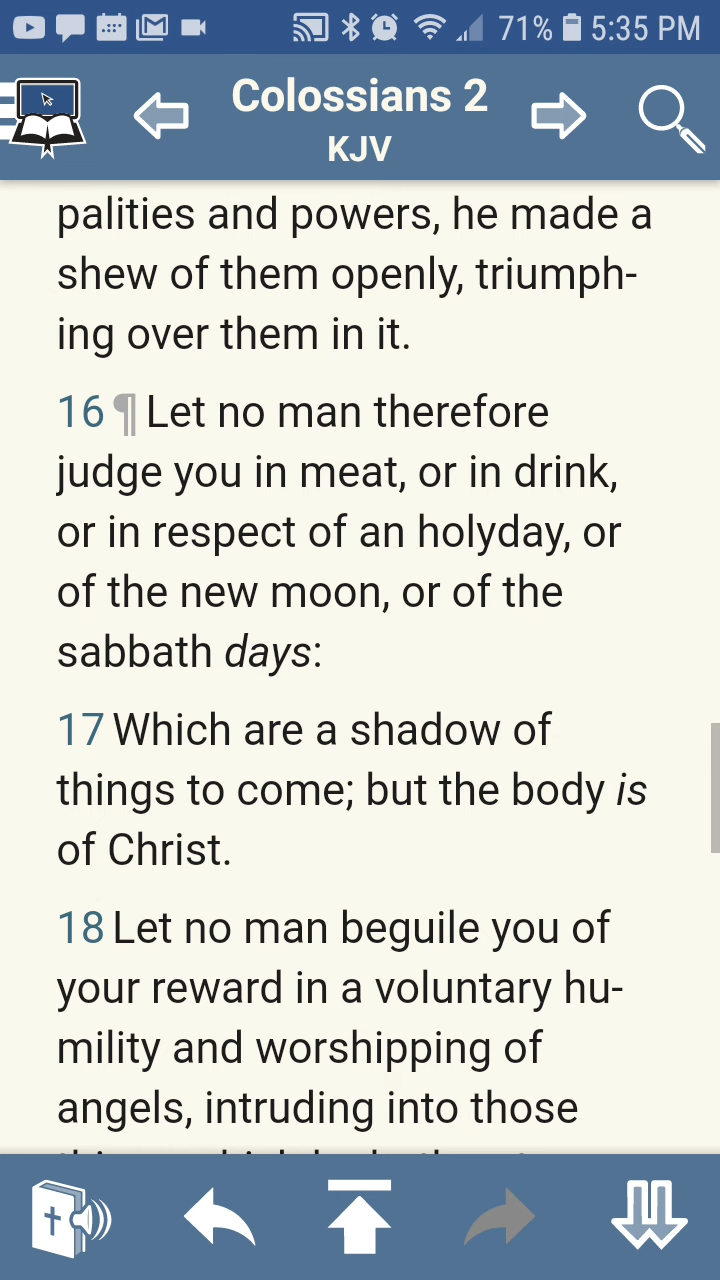 71% 5:35 PM
Colossians 2
KJV
palities and powers, he made a
shew of them openly, triumph-
ing over them in it.
16 ¶ Let no man therefore
judge you in meat, or in drink,
or in respect of an holyday, or
of the new moon, or of the
sabbath days:
17 Which are a shadow of
things to come; but the body is
of Christ.
18 Let no man beguile you of
your reward in a voluntary hu-
mility and worshipping of
angels, intruding into those